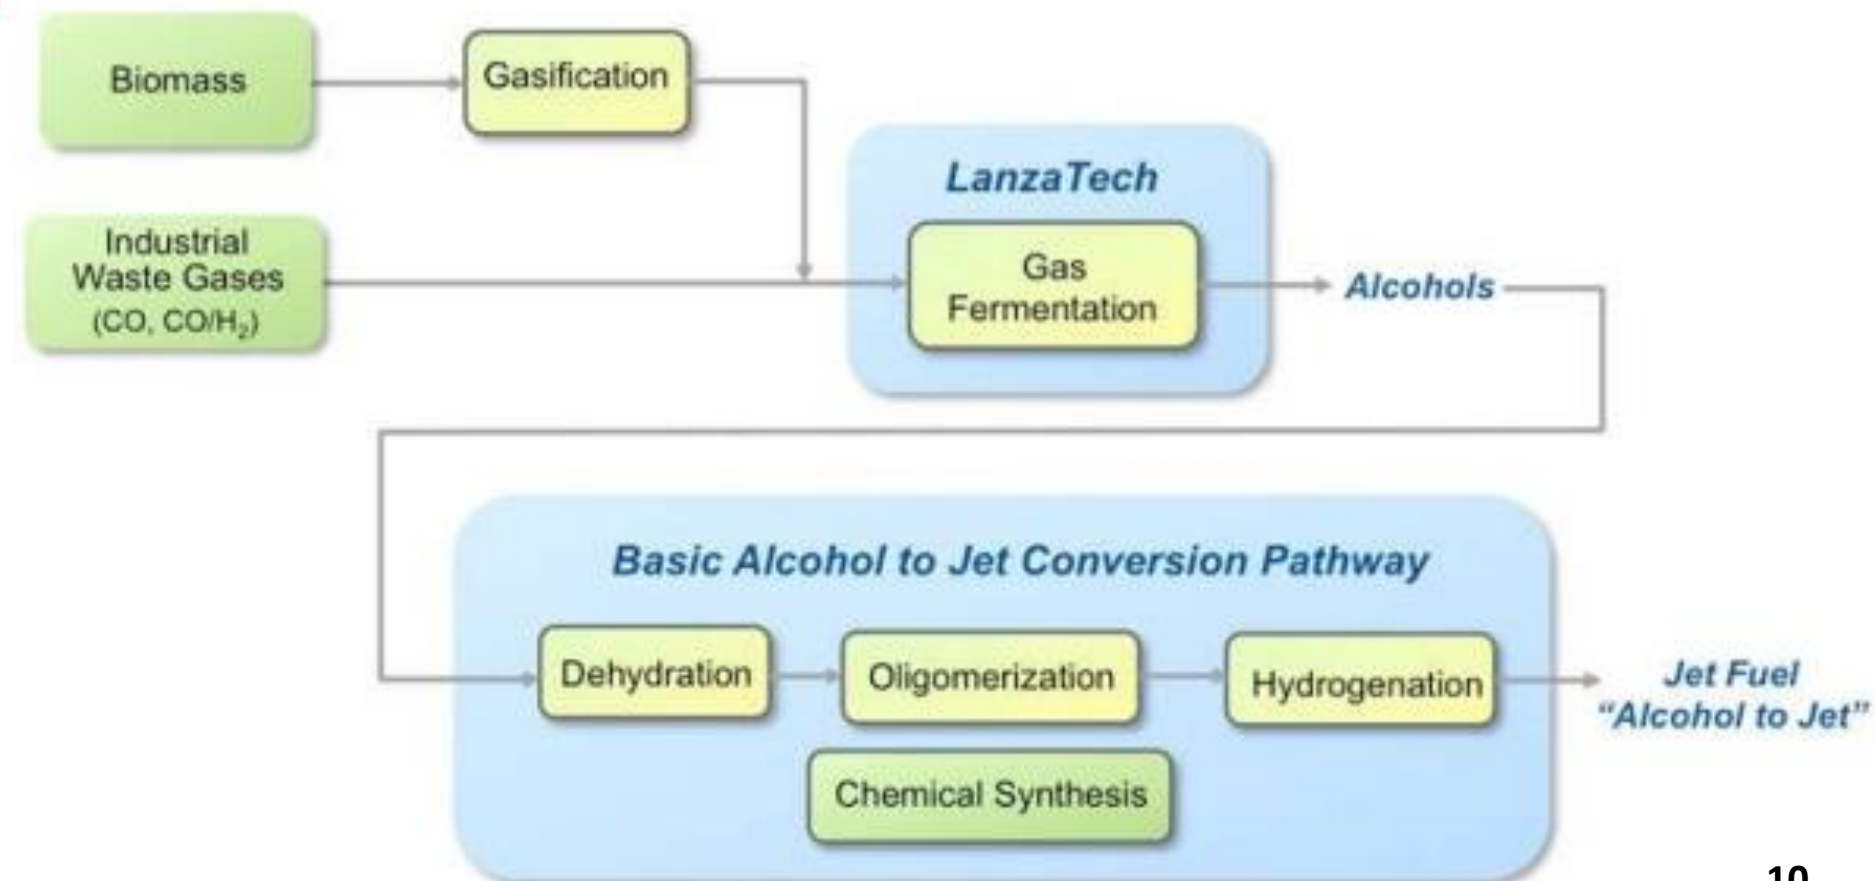 Biomass
Gasification
LanzaTech
Industrial
Waste Gases
(CO, CO/H₂)
Gas
Fermentation
Alcohols
Basic Alcohol to Jet Conversion Pathway
Dehydration
Oligomerization
Hydrogenation
Jet Fuel
“Alcohol to Jet”
Chemical Synthesis
10